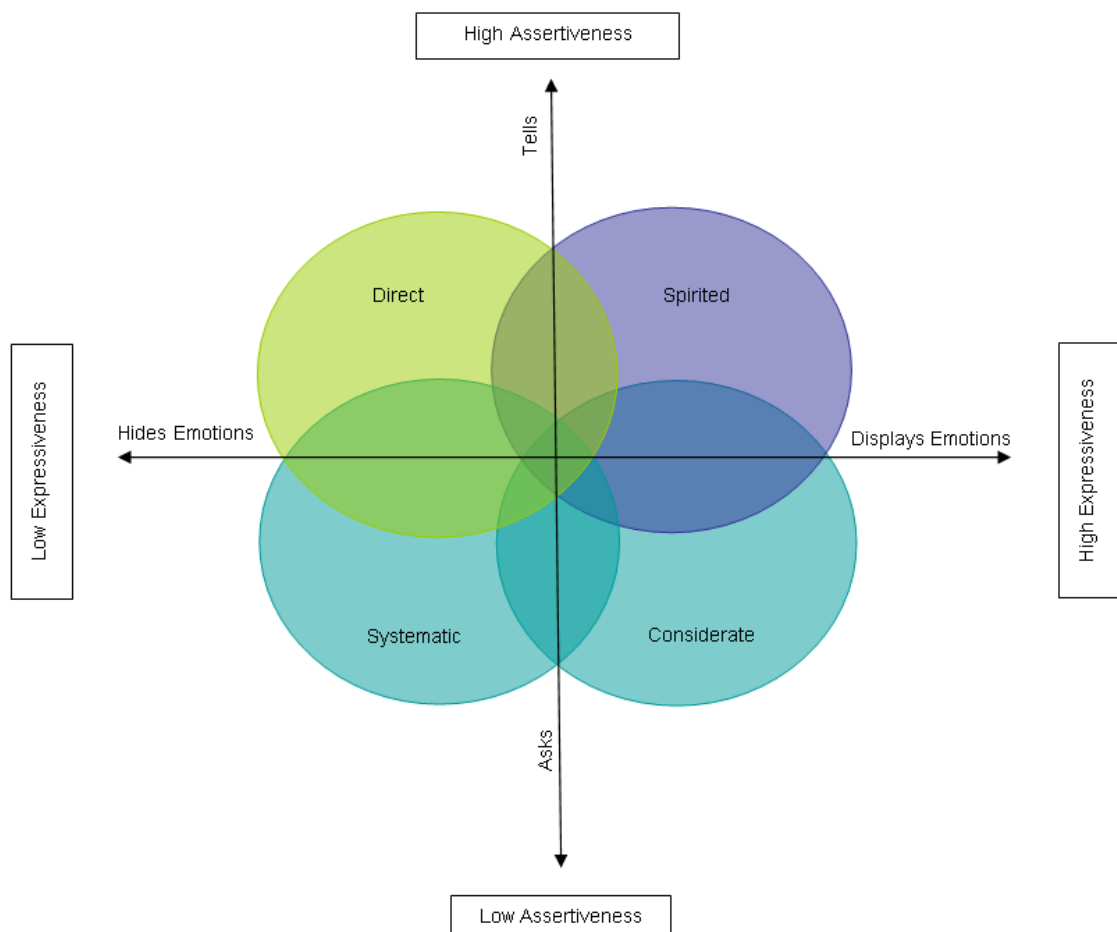 High Assertiveness
Tells
Direct
Spirited
Low Expressiveness
Hides Emotions
Displays Emotions
High Expressiveness
Systematic
Considerate
Asks
Low Assertiveness